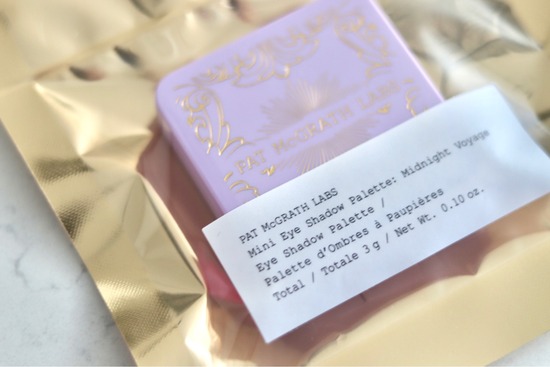 PAT McGRATH LABS
PAT McGRATH LABS
Mini Eye Shadow Palette: Midnight Voyage
Eye Shadow Palette /
Palette d'Ombres à Paupières
Total / Totale 3 g / Net Wt. 0.10 oz.